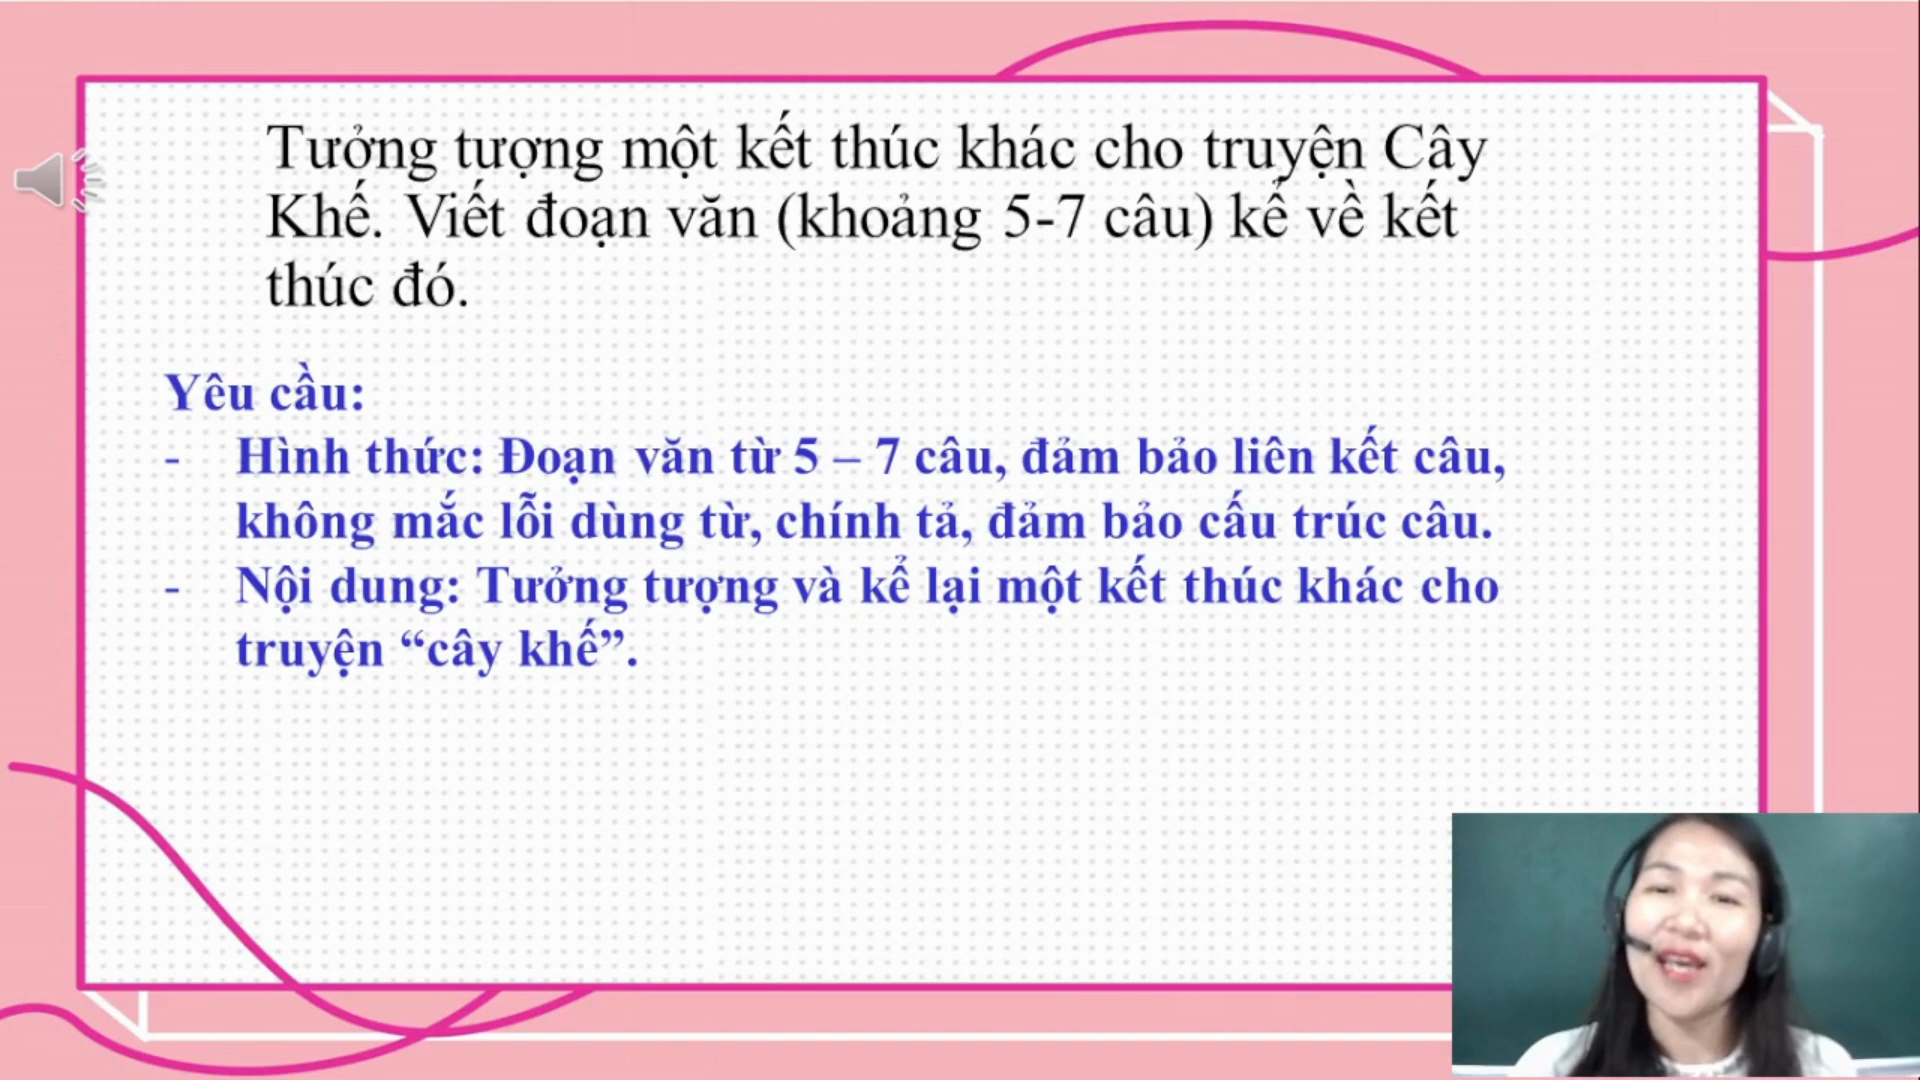 Tưởng tượng một kết thúc khác cho truyện Cây
Khế. Viết đoạn văn (khoảng 5-7 câu) kể về kết
thúc đó.
Yêu cầu:
- Hình thức: Đoạn văn từ 5 – 7 câu, đảm bảo liên kết câu,
không mắc lỗi dùng từ, chính tả, đảm bảo cấu trúc câu.
- Nội dung: Tưởng tượng và kể lại một kết thúc khác cho
truyện “cây khế”.